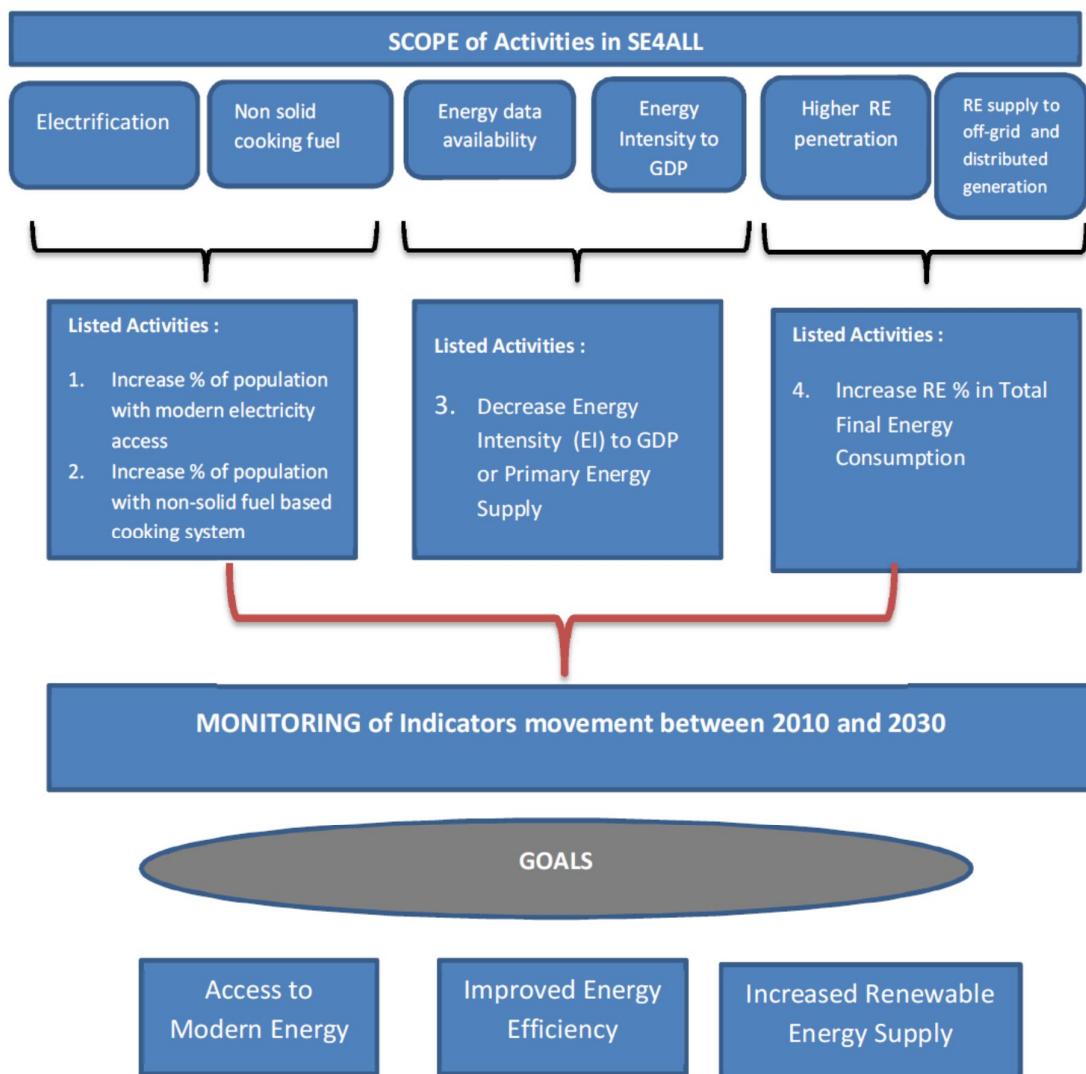 SCOPE of Activities in SE4ALL
Electrification
Non solid
cooking fuel
Energy data
availability
Energy
Intensity to
GDP
Higher RE
penetration
RE supply to
off-grid and
distributed
generation
Listed Activities :
1. Increase % of population
with modern electricity
access
2. Increase % of population
with non-solid fuel based
cooking system
Listed Activities :
3. Decrease Energy
Intensity (EI) to GDP
or Primary Energy
Supply
Listed Activities :
4. Increase RE % in Total
Final Energy
Consumption
MONITORING of Indicators movement between 2010 and 2030
GOALS
Access to
Modern Energy
Improved Energy
Efficiency
Increased Renewable
Energy Supply